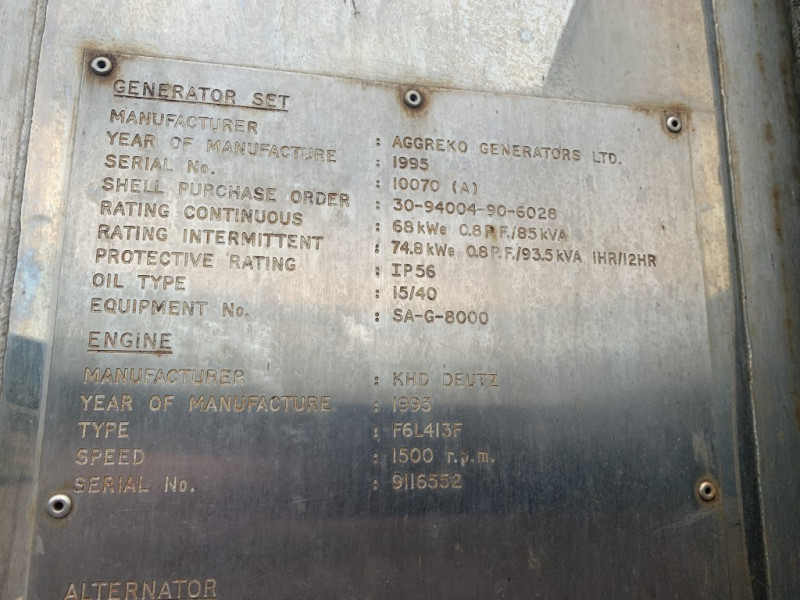 GENERATOR SET
MANUFACTURER : AGGREKO GENERATORS LTD.
YEAR OF MANUFACTURE : 1995
SERIAL No. : 10070 (A)
SHELL PURCHASE ORDER : 30-94004-90-6028
RATING CONTINUOUS : 68 kWe 0.8 P.F./85 kVA
RATING INTERMITTENT : 74.8 kWe 0.8 P.F./93.5 kVA 1HR/12HR
PROTECTIVE RATING : IP56
OIL TYPE : 15/40
EQUIPMENT No. : SA-G-8000
ENGINE
MANUFACTURER : KHD DEUTZ
YEAR OF MANUFACTURE : 1993
TYPE : F6L413F
SPEED : 1500 r.p.m.
SERIAL No. : 9116552
ALTERNATOR